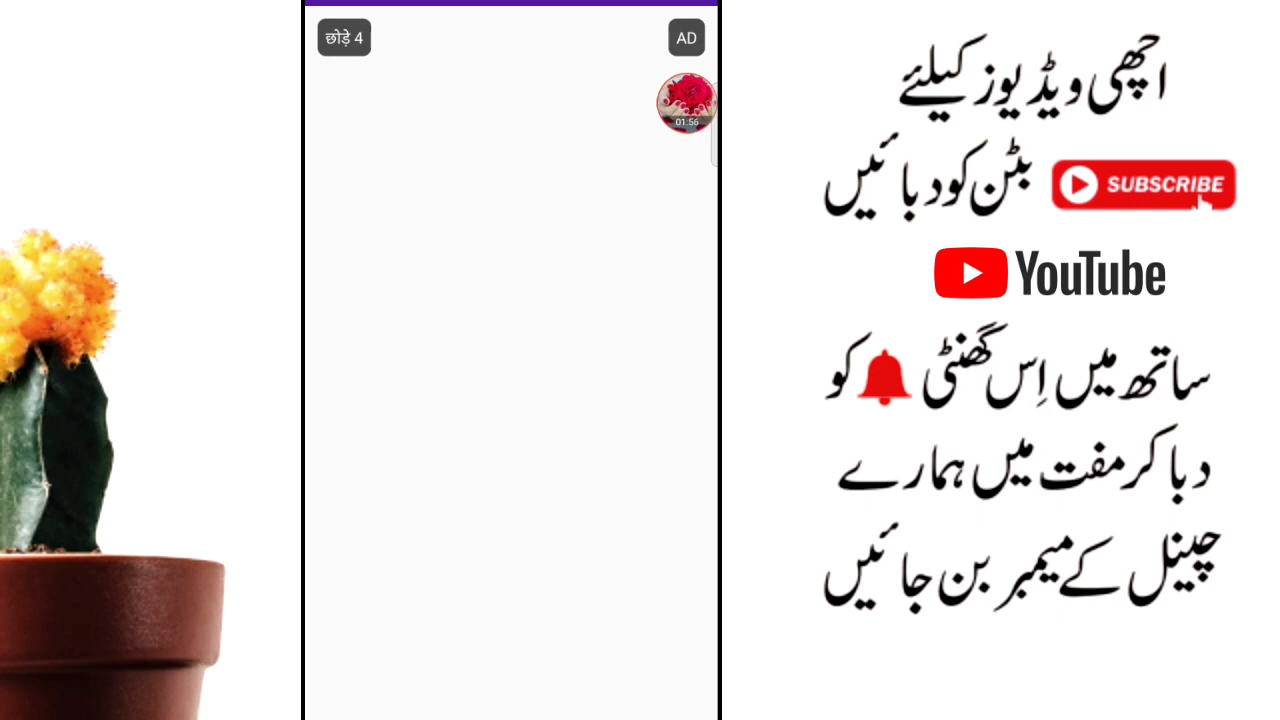 छोड़े 4
AD
01:56
اچھی ویڈیوز کیلئے
SUBSCRIBE بٹن کو دبائیں
YouTube
ساتھ میں اِس گھنٹی کو
دبا کر مفت میں ہمارے
چینل کے میمبر بن جائیں